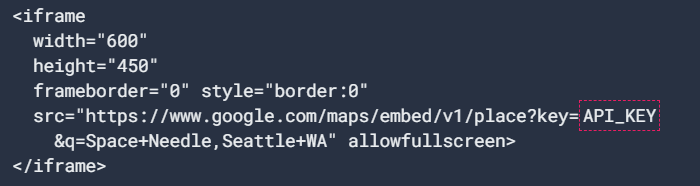 <iframe
width="600"
height="450"
frameborder="0" style="border:0"
src="https://www.google.com/maps/embed/v1/place?key=API_KEY
&q=Space+Needle,Seattle+WA" allowfullscreen>
</iframe>